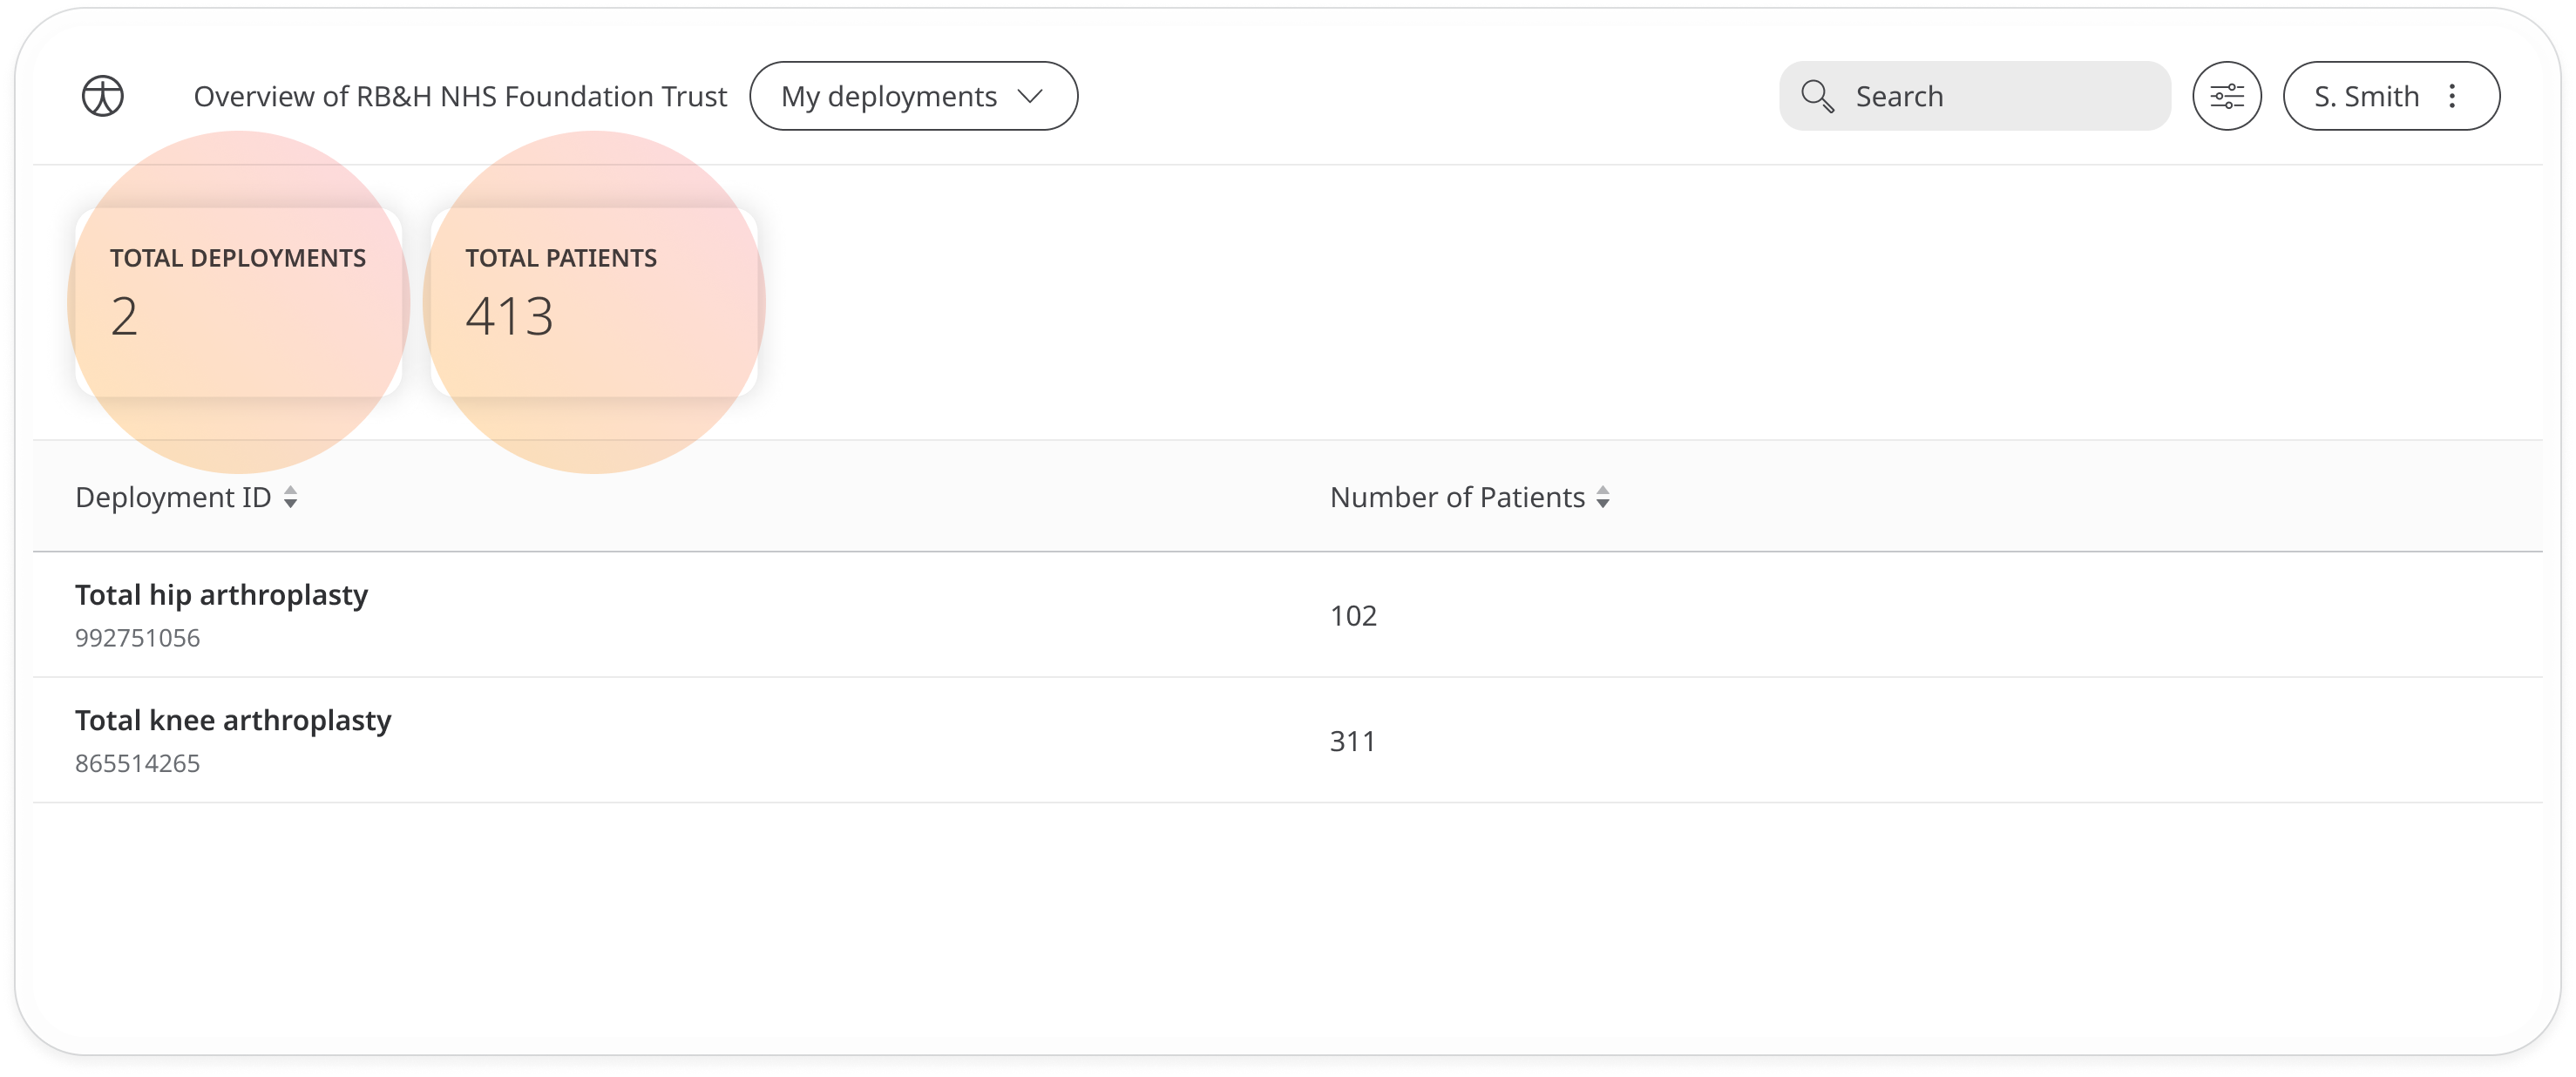 Overview of RB&H NHS Foundation Trust
My deployments
Search
S. Smith
TOTAL DEPLOYMENTS
2
TOTAL PATIENTS
413
Deployment ID
Number of Patients
Total hip arthroplasty
992751056
102
Total knee arthroplasty
865514265
311